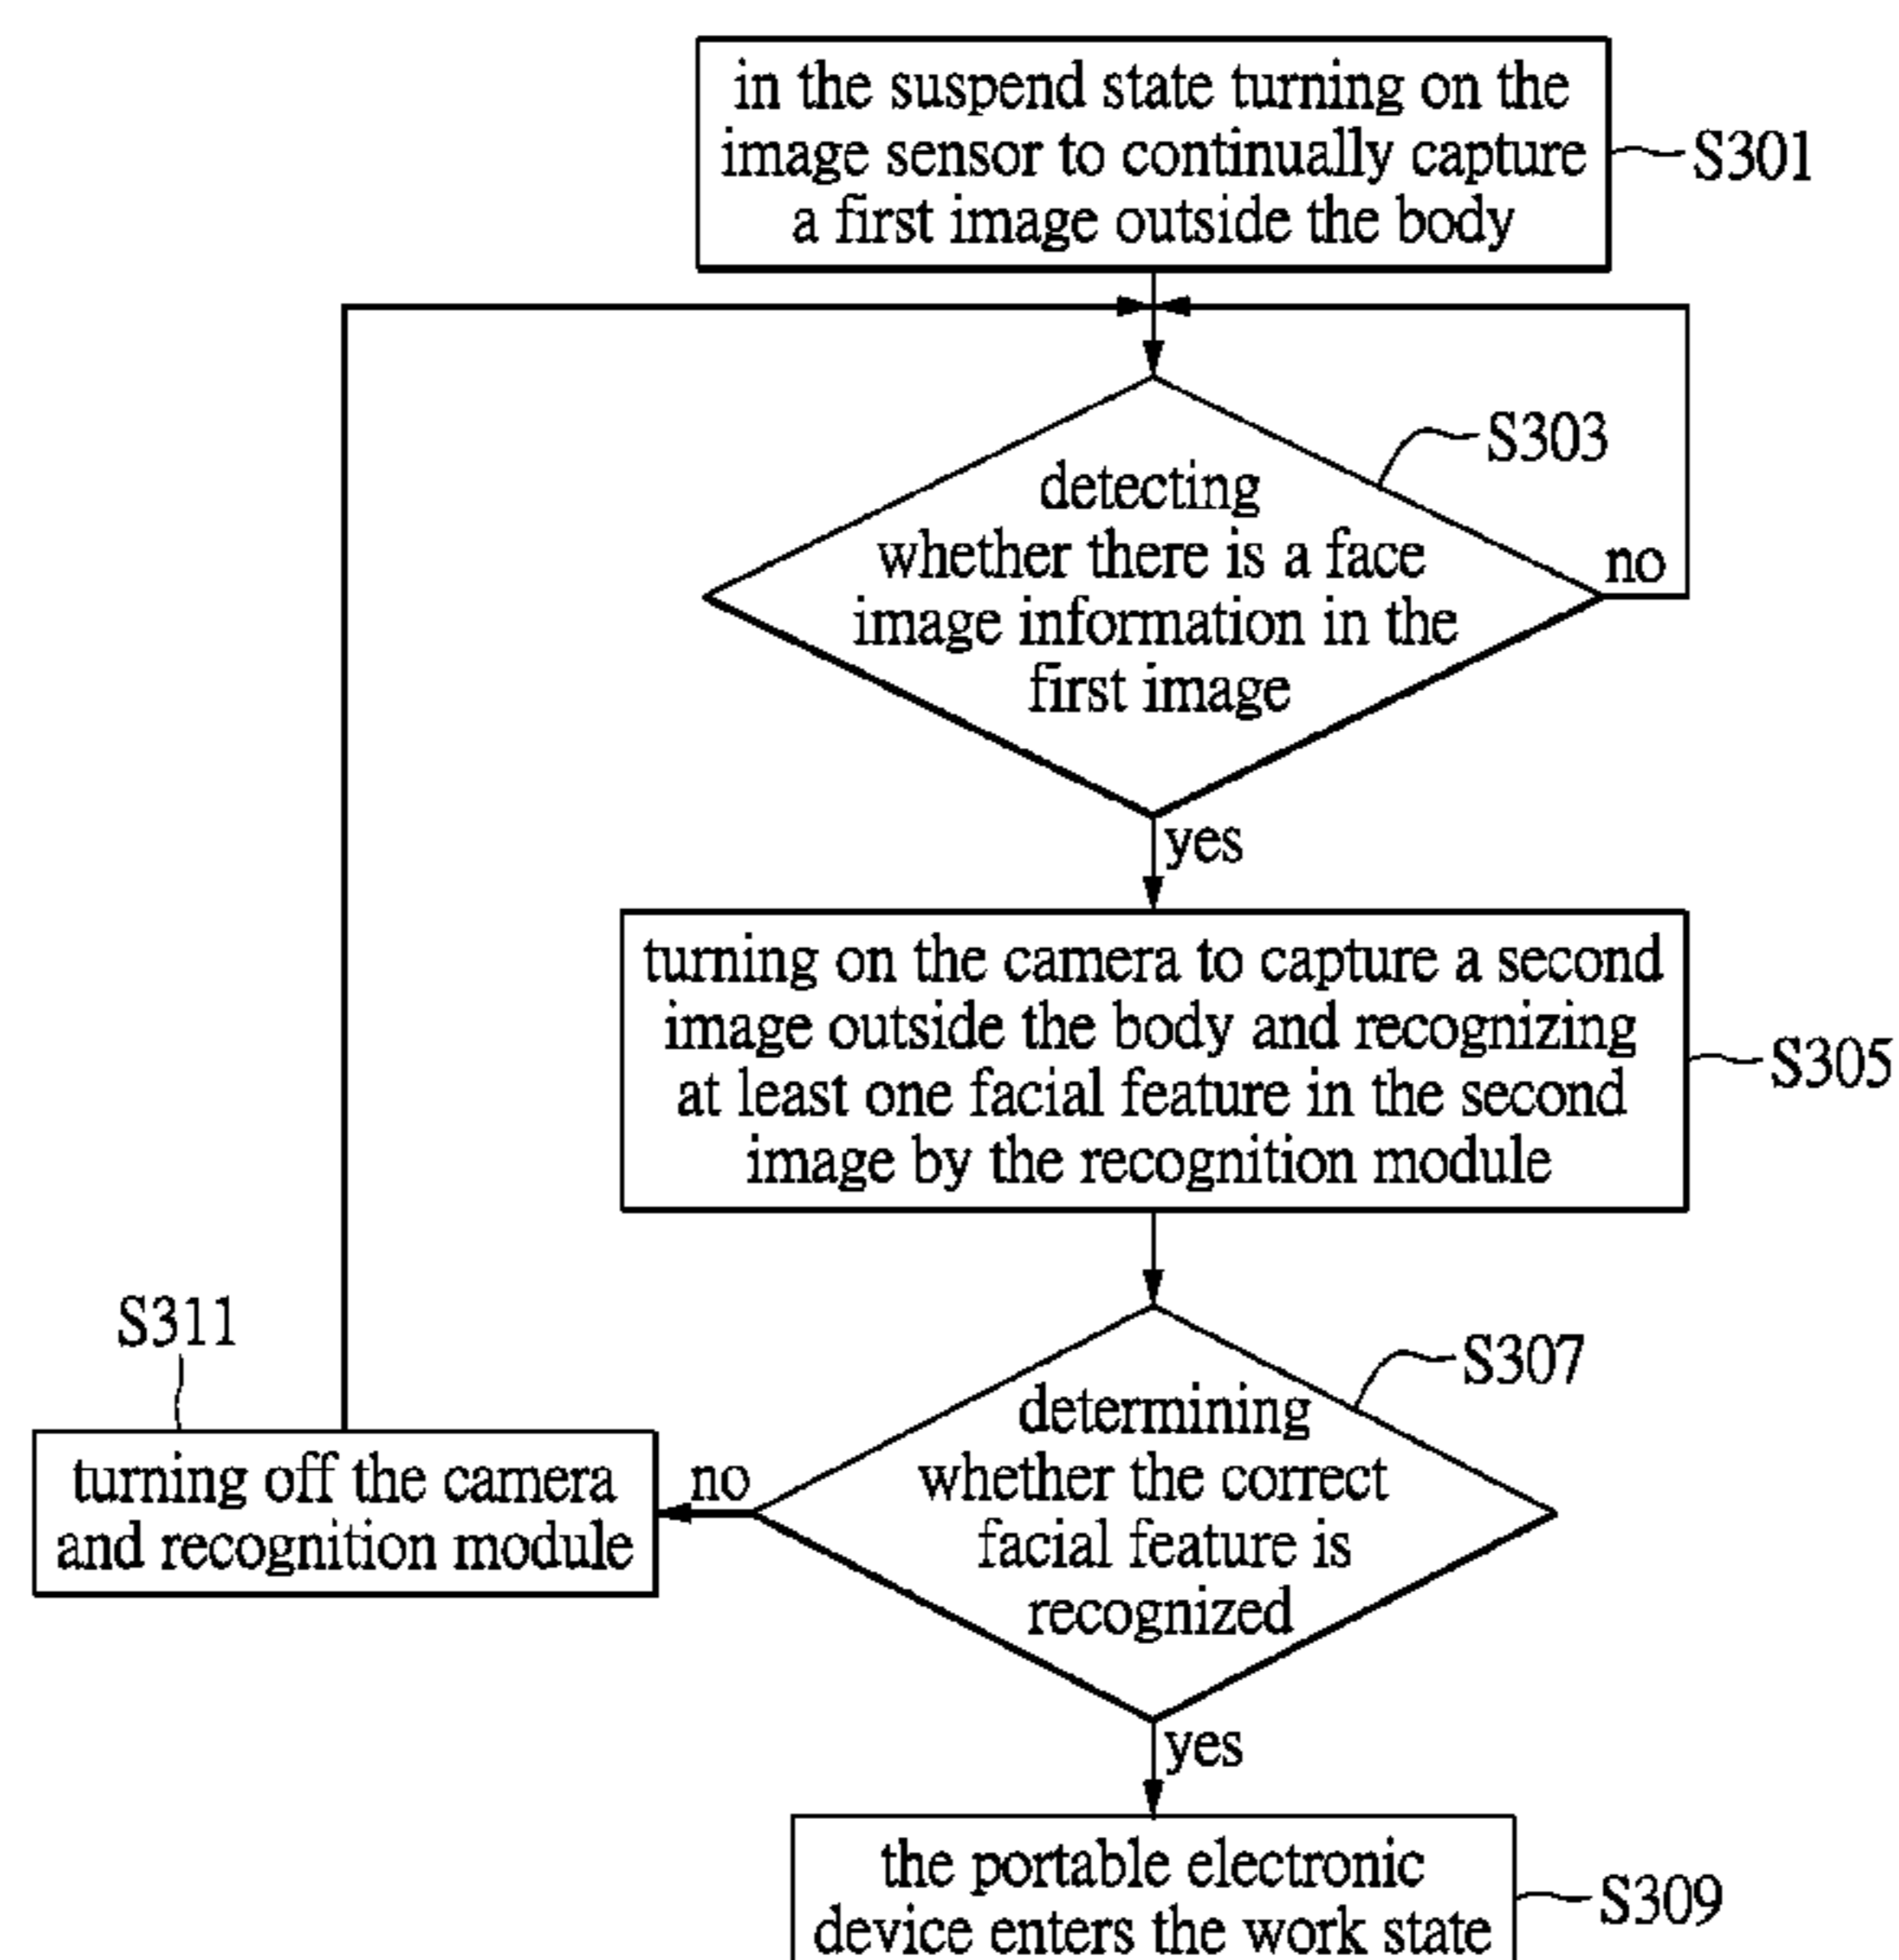 in the suspend state turning on the
image sensor to continually capture
a first image outside the body
S301
S303
detecting
whether there is a face
image information in the
first image
no
yes
turning on the camera to capture a second
image outside the body and recognizing
at least one facial feature in the second
image by the recognition module
S305
S307
determining
whether the correct
facial feature is
recognized
no
S311
turning off the camera
and recognition module
yes
the portable electronic
device enters the work state
S309